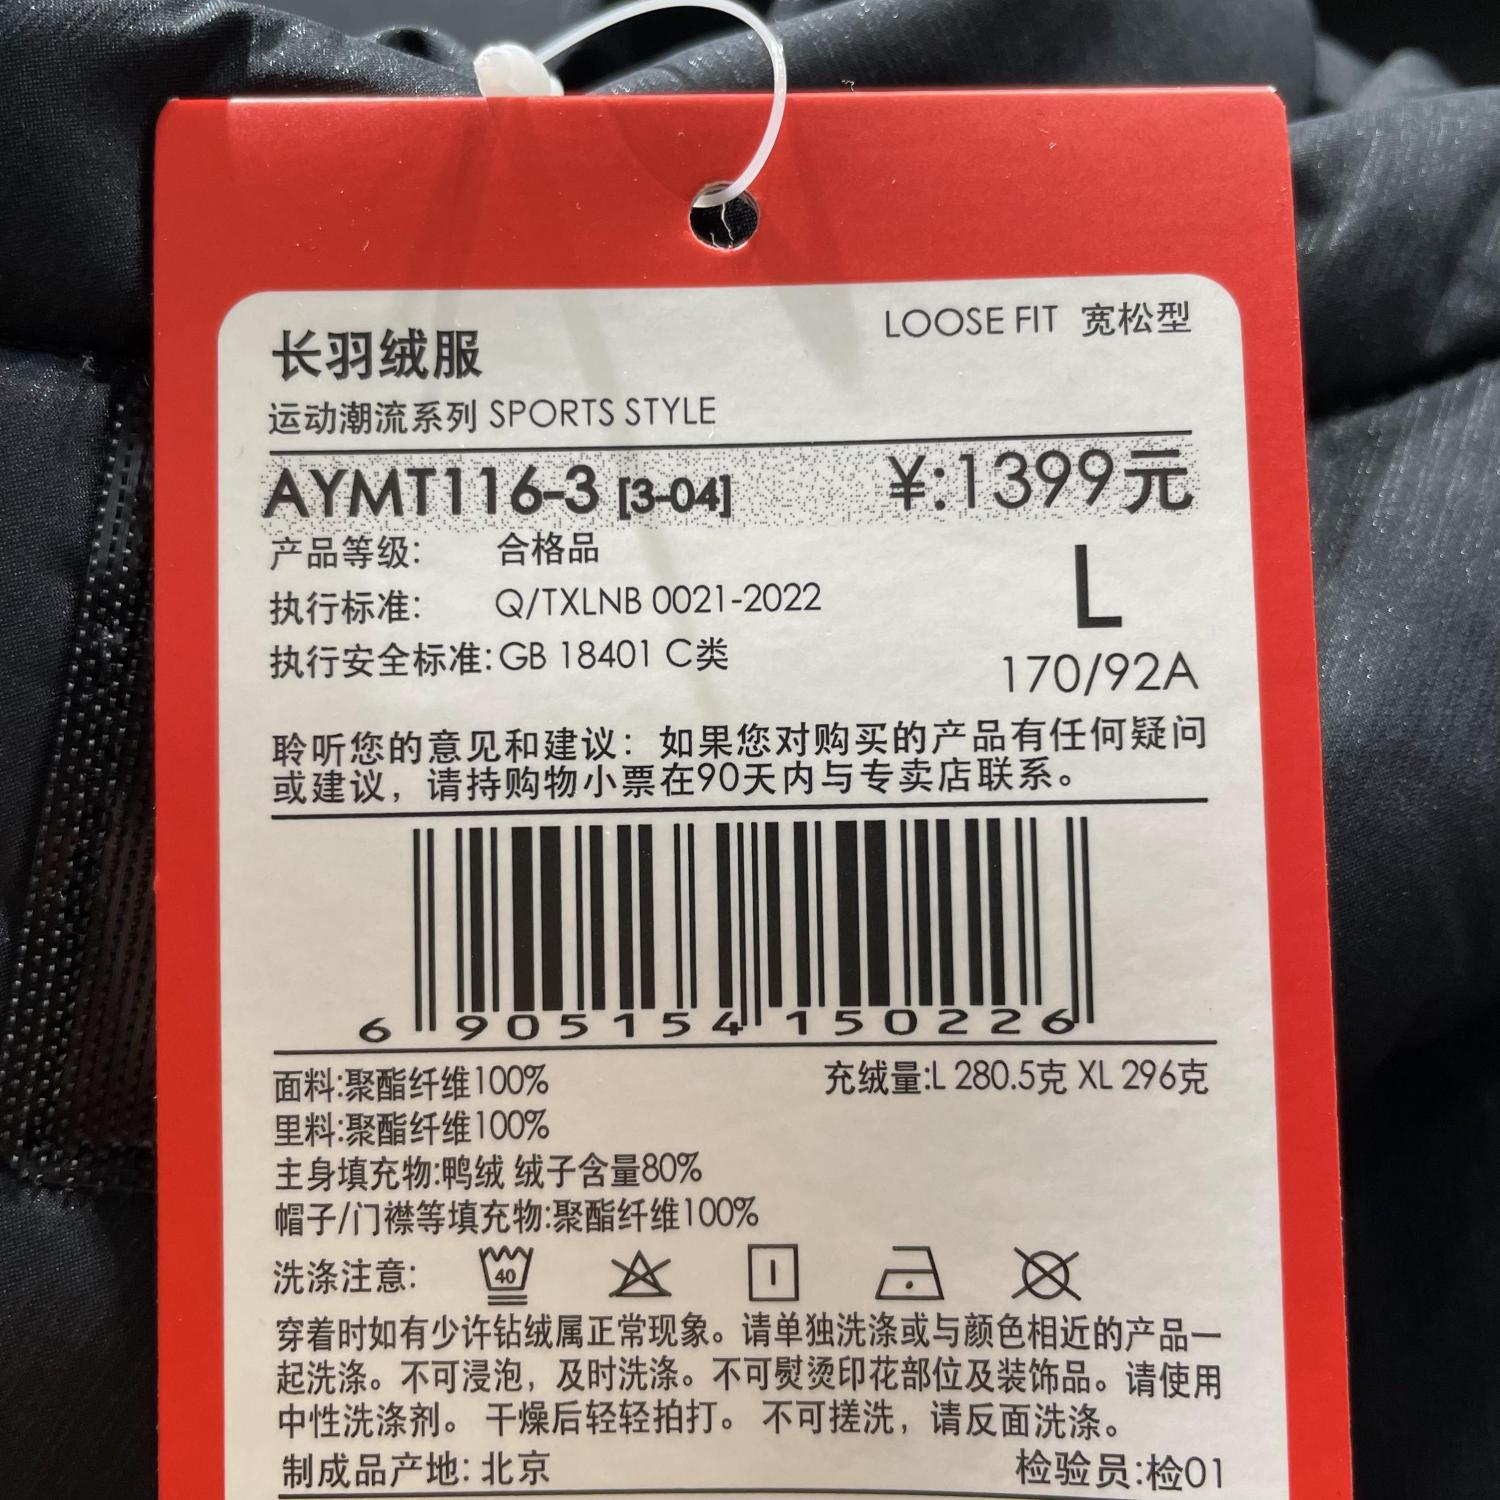 LOOSE FIT 宽松型
长羽绒服
运动潮流系列 SPORTS STYLE
AYMT116-3 [3-04] ¥:1399元
产品等级: 合格品
执行标准: Q/TXLNB 0021-2022
执行安全标准:GB 18401 C类
L
170/92A
聆听您的意见和建议：如果您对购买的产品有任何疑问
或建议，请持购物小票在90天内与专卖店联系。
6 905154 150226
面料:聚酯纤维100% 充绒量:L 280.5克 XL 296克
里料:聚酯纤维100%
主身填充物:鸭绒 绒子含量80%
帽子/门襟等填充物:聚酯纤维100%
洗涤注意: 40
穿着时如有少许钻绒属正常现象。请单独洗涤或与颜色相近的产品一
起洗涤。不可浸泡，及时洗涤。不可熨烫印花部位及装饰品。请使用
中性洗涤剂。 干燥后轻轻拍打。 不可搓洗，请反面洗涤。
制成品产地: 北京 检验员:检01